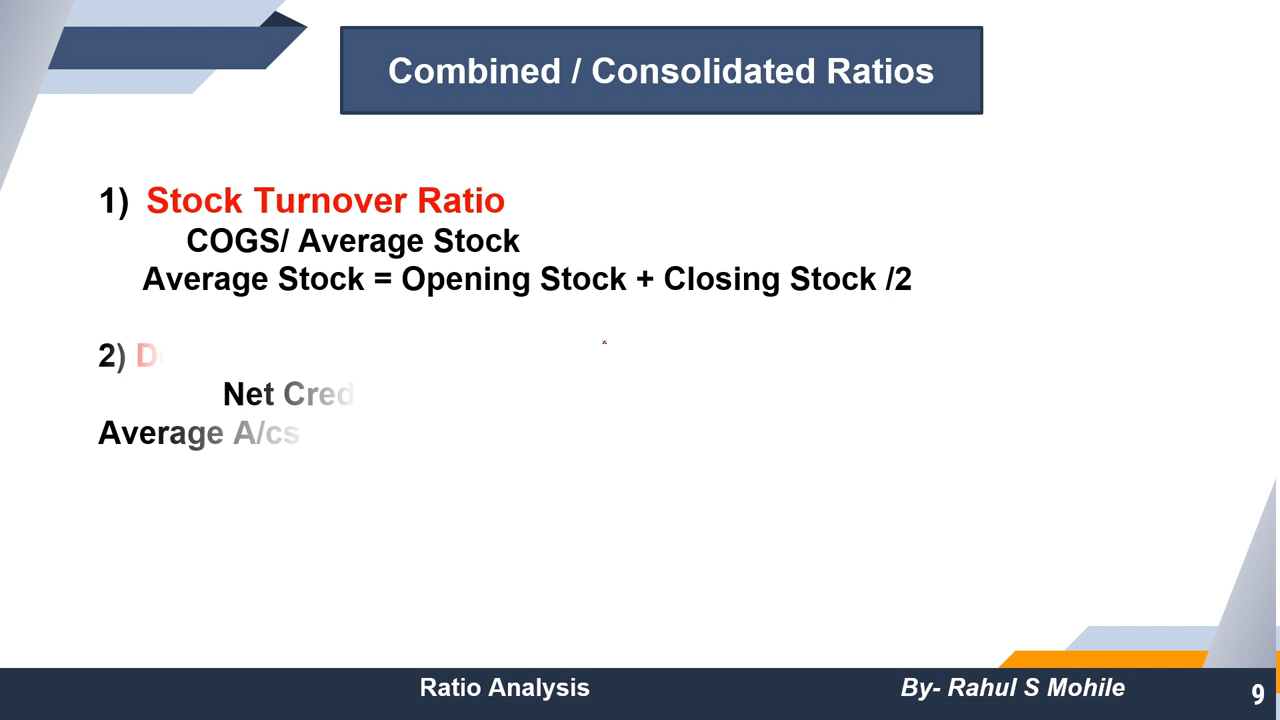 Combined / Consolidated Ratios
1) Stock Turnover Ratio
COGS/ Average Stock
Average Stock = Opening Stock + Closing Stock /2
2)
Net
Average A/cs
Ratio Analysis
By- Rahul S Mohile
9